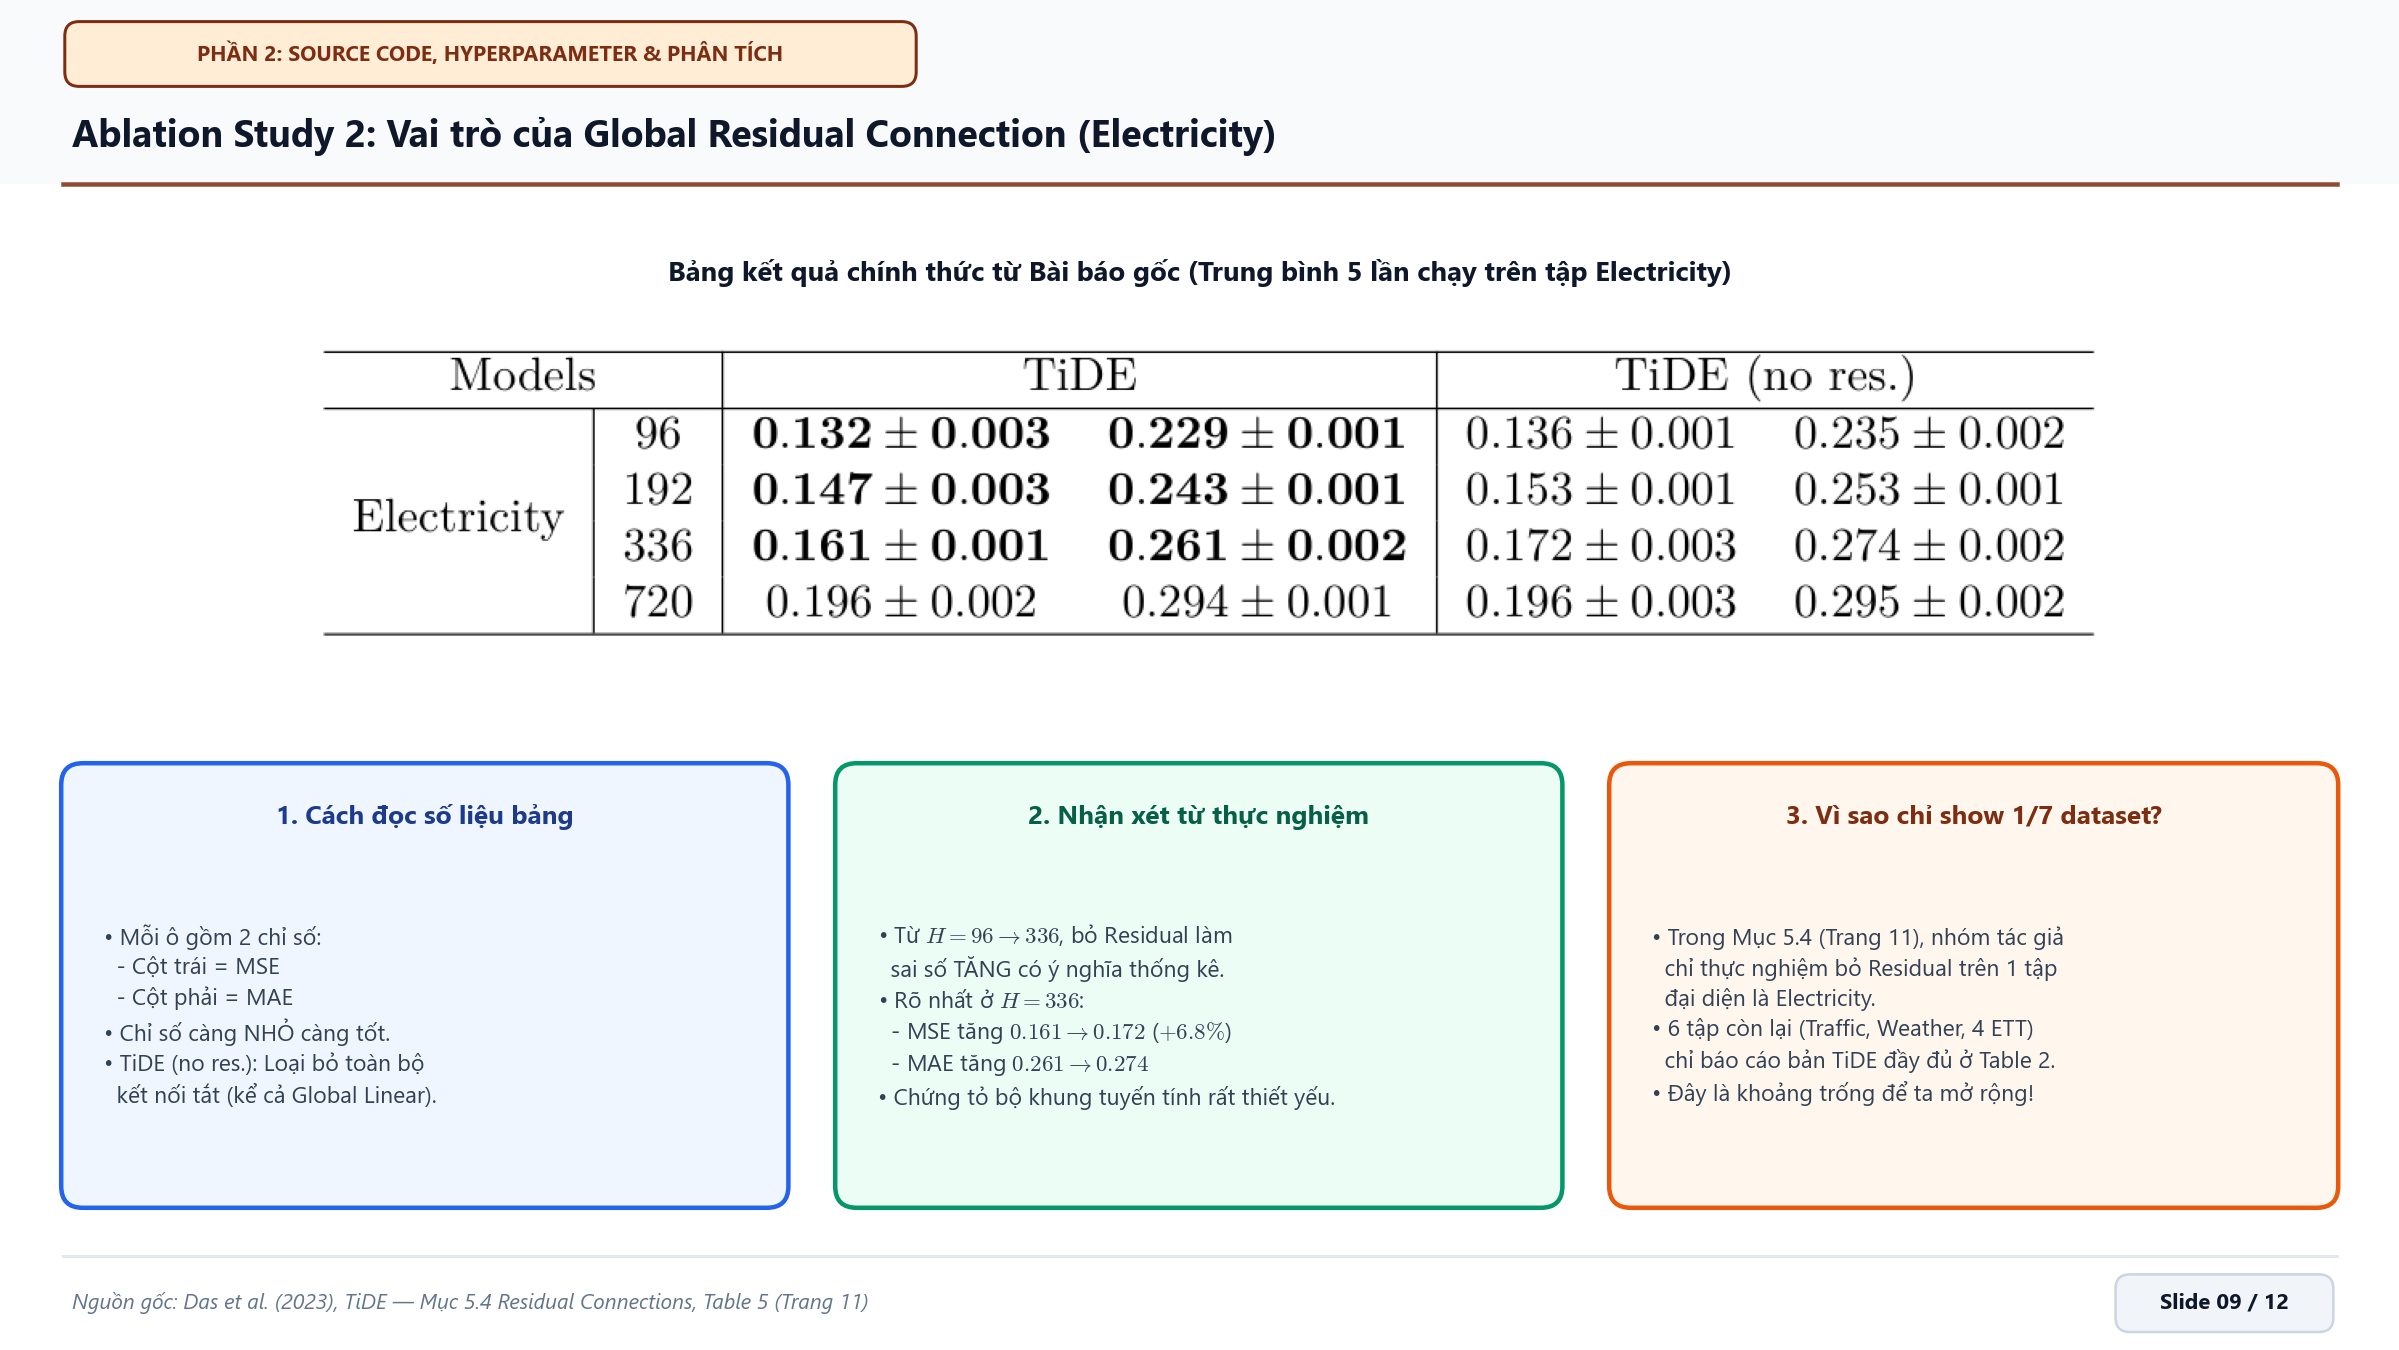 PHẦN 2: SOURCE CODE, HYPERPARAMETER & PHÂN TÍCH
Ablation Study 2: Vai trò của Global Residual Connection (Electricity)
Bảng kết quả chính thức từ Bài báo gốc (Trung bình 5 lần chạy trên tập Electricity)
Models TiDE TiDE (no res.)
96 0.132 ± 0.003 0.229 ± 0.001 0.136 ± 0.001 0.235 ± 0.002
192 0.147 ± 0.003 0.243 ± 0.001 0.153 ± 0.001 0.253 ± 0.001
Electricity
336 0.161 ± 0.001 0.261 ± 0.002 0.172 ± 0.003 0.274 ± 0.002
720 0.196 ± 0.002 0.294 ± 0.001 0.196 ± 0.003 0.295 ± 0.002
1. Cách đọc số liệu bảng
• Mỗi ô gồm 2 chỉ số:
- Cột trái = MSE
- Cột phải = MAE
• Chỉ số càng NHỎ càng tốt.
• TiDE (no res.): Loại bỏ toàn bộ
kết nối tắt (kể cả Global Linear).
2. Nhận xét từ thực nghiệm
• Từ H = 96 → 336, bỏ Residual làm
sai số TĂNG có ý nghĩa thống kê.
• Rõ nhất ở H = 336:
- MSE tăng 0.161 → 0.172 (+6.8%)
- MAE tăng 0.261 → 0.274
• Chứng tỏ bộ khung tuyến tính rất thiết yếu.
3. Vì sao chỉ show 1/7 dataset?
• Trong Mục 5.4 (Trang 11), nhóm tác giả
chỉ thực nghiệm bỏ Residual trên 1 tập
đại diện là Electricity.
• 6 tập còn lại (Traffic, Weather, 4 ETT)
chỉ báo cáo bản TiDE đầy đủ ở Table 2.
• Đây là khoảng trống để ta mở rộng!
Nguồn gốc: Das et al. (2023), TiDE — Mục 5.4 Residual Connections, Table 5 (Trang 11)
Slide 09 / 12